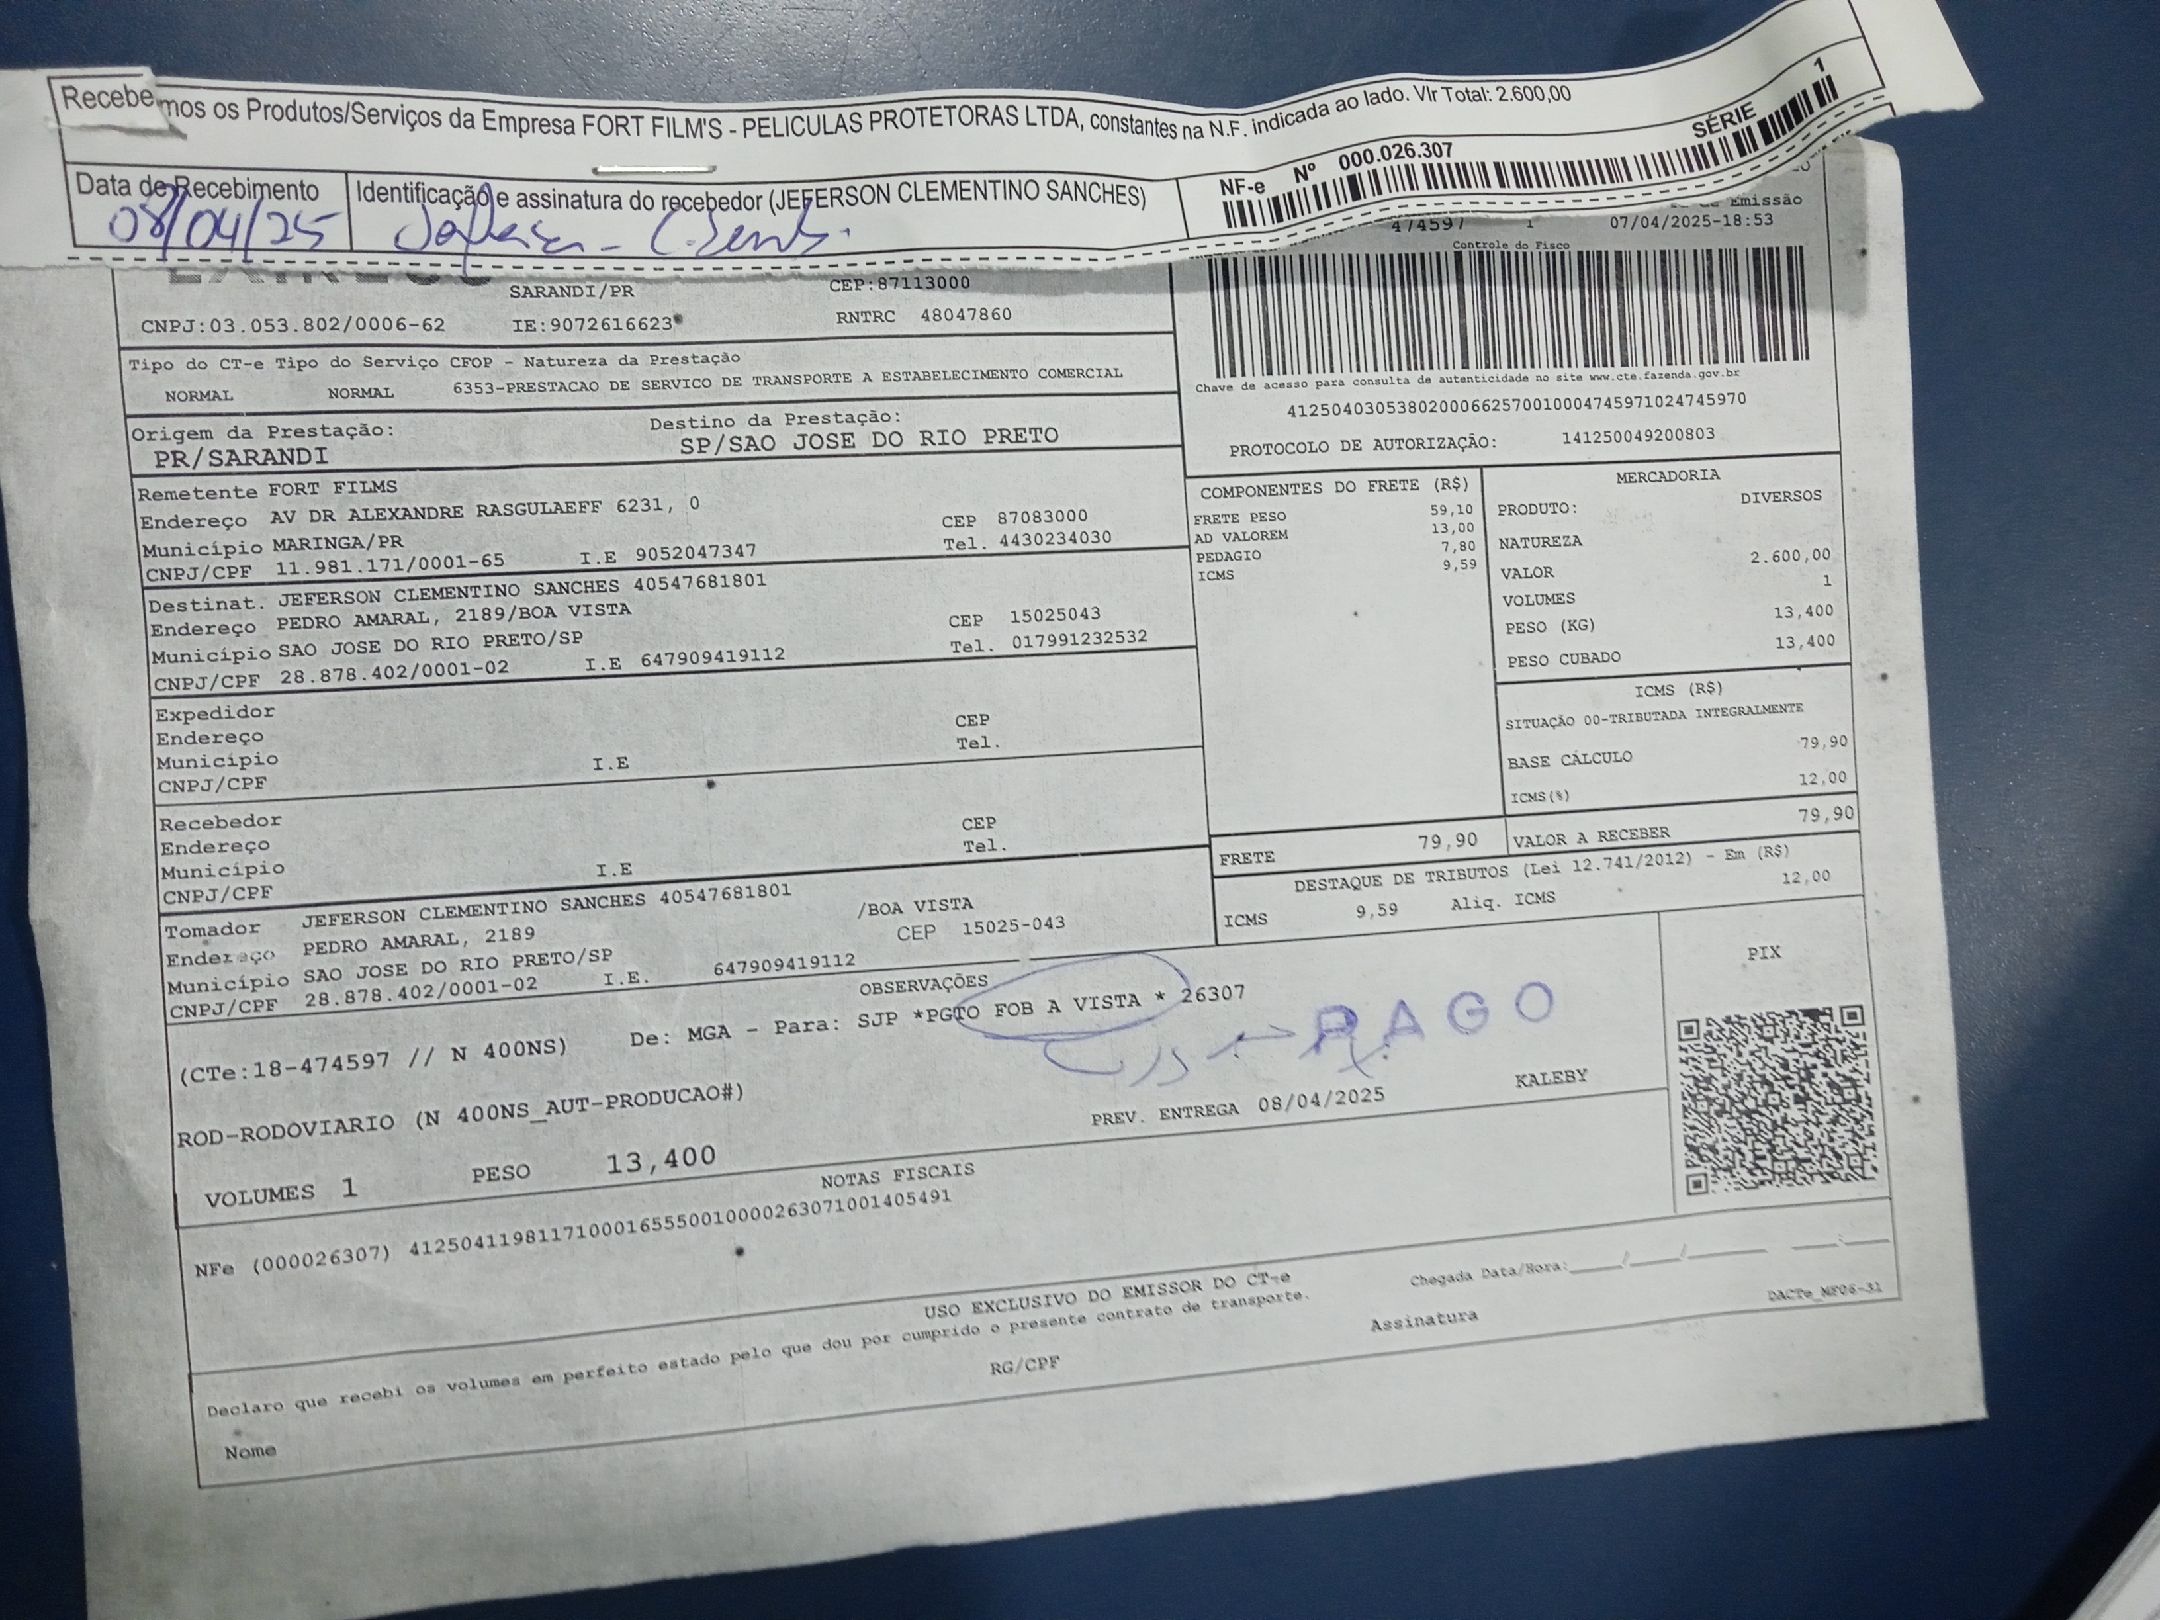 Recebemos os Produtos/Serviços da Empresa FORT FILM'S - PELICULAS PROTETORAS LTDA, constantes na N.F. indicada ao lado. Vlr Total: 2.600,00
Data de Recebimento
08/04/25
Identificação e assinatura do recebedor (JEFERSON CLEMENTINO SANCHES)
NF-e Nº 000.026.307 SÉRIE 1
Emissão
474597 1 07/04/2025-18:53
Controle do Fisco
SARANDI/PR CEP:87113000
CNPJ:03.053.802/0006-62 IE:9072616623 RNTRC 48047860
Tipo do CT-e Tipo do Serviço CFOP - Natureza da Prestação
NORMAL NORMAL 6353-PRESTACAO DE SERVICO DE TRANSPORTE A ESTABELECIMENTO COMERCIAL
Chave de acesso para consulta de autenticidade no site www.cte.fazenda.gov.br
41250403053802000662570010004745971024745970
PROTOCOLO DE AUTORIZAÇÃO: 141250049200803
Origem da Prestação: Destino da Prestação:
PR/SARANDI SP/SAO JOSE DO RIO PRETO
Remetente FORT FILMS
Endereço AV DR ALEXANDRE RASGULAEFF 6231, 0 CEP 87083000
Município MARINGA/PR Tel. 4430234030
CNPJ/CPF 11.981.171/0001-65 I.E 9052047347
Destinat. JEFERSON CLEMENTINO SANCHES 40547681801
Endereço PEDRO AMARAL, 2189/BOA VISTA CEP 15025043
Município SAO JOSE DO RIO PRETO/SP Tel. 017991232532
CNPJ/CPF 28.878.402/0001-02 I.E 647909419112
Expedidor
Endereço CEP
Município Tel.
CNPJ/CPF I.E
Recebedor
Endereço CEP
Município Tel.
CNPJ/CPF I.E
Tomador JEFERSON CLEMENTINO SANCHES 40547681801
Endereço PEDRO AMARAL, 2189 /BOA VISTA
Município SAO JOSE DO RIO PRETO/SP CEP 15025-043
CNPJ/CPF 28.878.402/0001-02 I.E. 647909419112
COMPONENTES DO FRETE (R$)
FRETE PESO 59,10
AD VALOREM 13,00
PEDAGIO 7,80
ICMS 9,59
MERCADORIA
PRODUTO: DIVERSOS
NATUREZA
VALOR 2.600,00
VOLUMES 1
PESO (KG) 13,400
PESO CUBADO 13,400
ICMS (R$)
SITUAÇÃO 00-TRIBUTADA INTEGRALMENTE
BASE CÁLCULO 79,90
ICMS(%) 12,00
FRETE 79,90 VALOR A RECEBER 79,90
DESTAQUE DE TRIBUTOS (Lei 12.741/2012) - Em (R$)
ICMS 9,59 Aliq. ICMS 12,00
OBSERVAÇÕES
(CTe:18-474597 // N 400NS) De: MGA - Para: SJP *PGTO FOB A VISTA * 26307
PAGO
ROD-RODOVIARIO (N 400NS_AUT-PRODUCAO#)
PREV. ENTREGA 08/04/2025 KALEBY
VOLUMES 1 PESO 13,400
PIX
NOTAS FISCAIS
NFe (000026307) 41250411981171000165550010000263071001405491
USO EXCLUSIVO DO EMISSOR DO CT-e
Declaro que recebi os volumes em perfeito estado pelo que dou por cumprido o presente contrato de transporte.
Chegada Data/Hora:
Nome RG/CPF Assinatura
DACTe_MF06-31